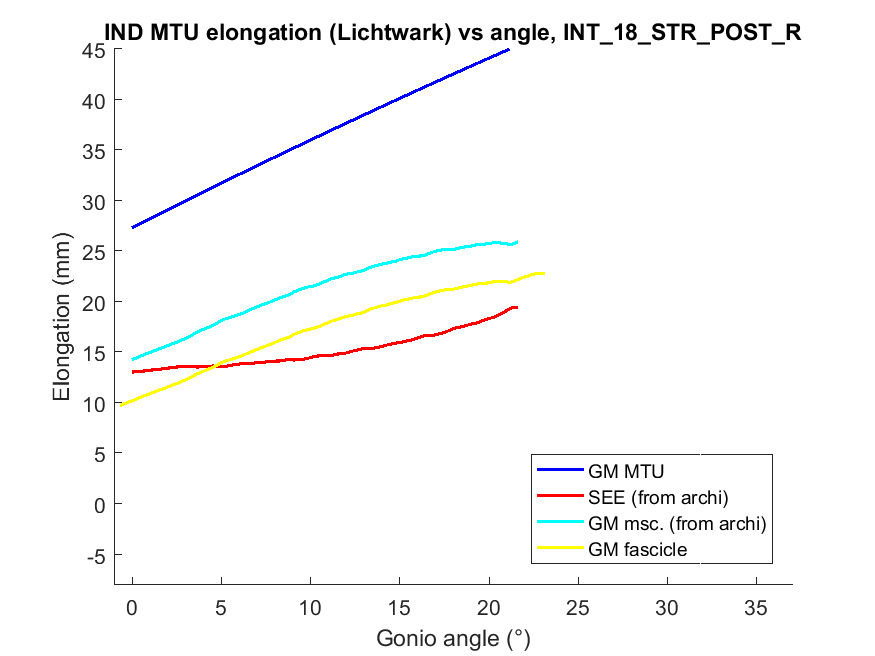 IND MTU elongation (Lichtwark) vs angle, INT_18_STR_POST_R
45
40
35
30
25
20
15
10
5
0
-5
Elongation (mm)
0 5 10 15 20 25 30 35
Gonio angle (°)
GM MTU
SEE (from archi)
GM msc. (from archi)
GM fascicle